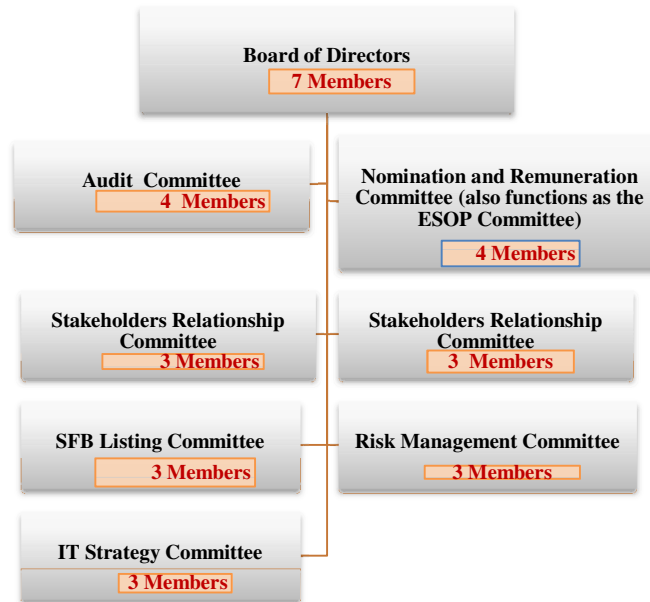 Board of Directors
7 Members
Audit Committee
4 Members
Nomination and Remuneration
Committee (also functions as the
ESOP Committee)
4 Members
Stakeholders Relationship
Committee
3 Members
Stakeholders Relationship
Committee
3 Members
SFB Listing Committee
3 Members
Risk Management Committee
3 Members
IT Strategy Committee
3 Members